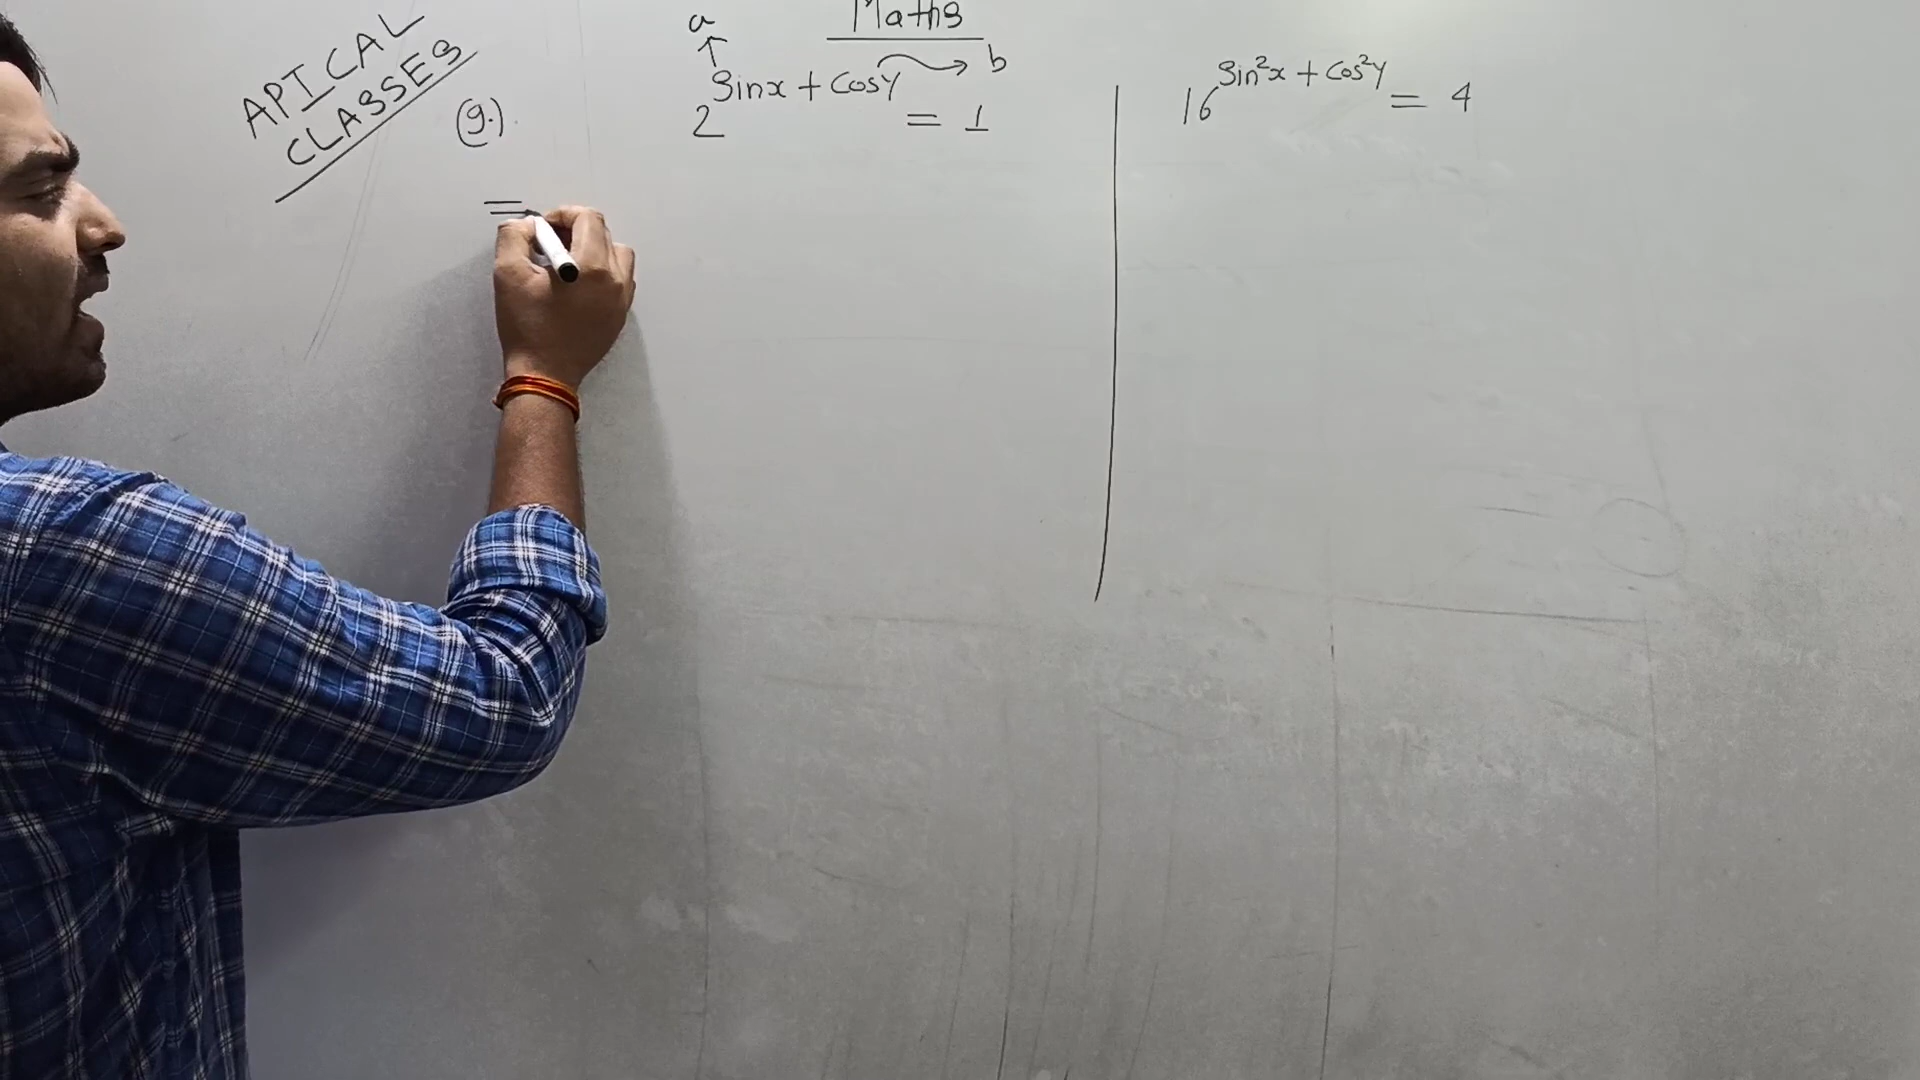 APICAL
CLASSES
Maths
(9.)
a
↑
2^{Sinx + Cosy} = 1
→ b
16^{Sin²x + Cos²y} = 4
=